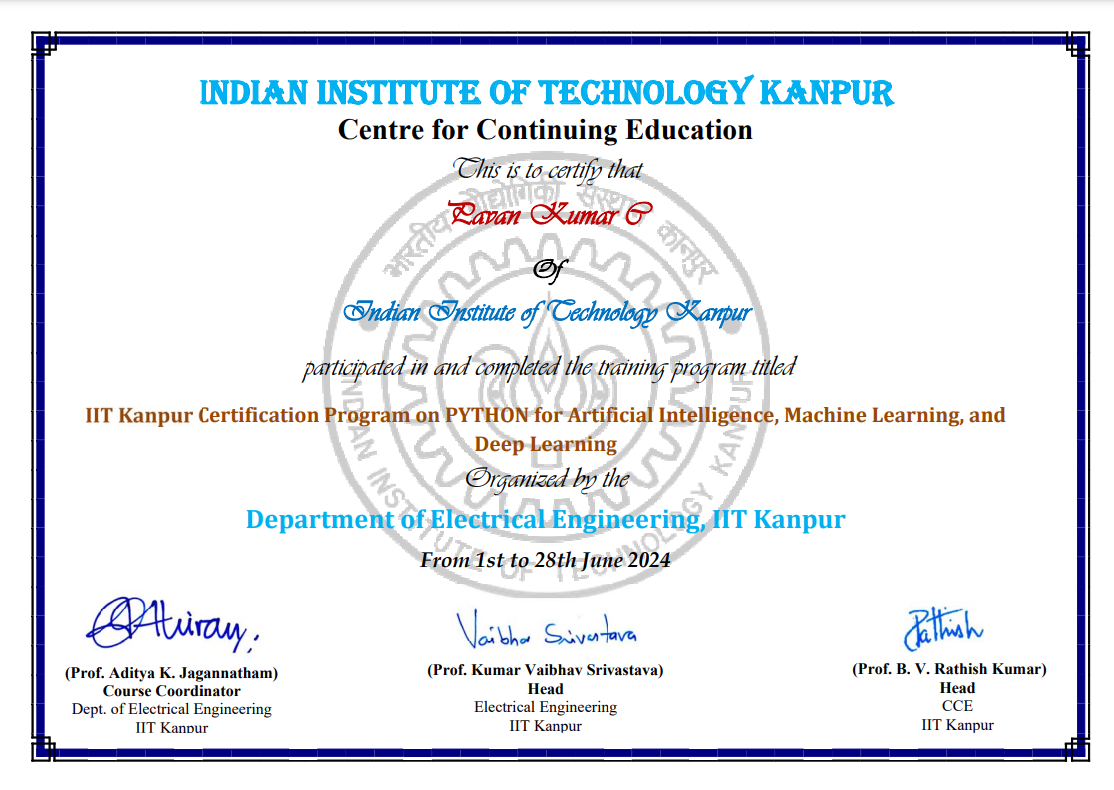 INDIAN INSTITUTE OF TECHNOLOGY KANPUR
Centre for Continuing Education
This is to certify that
Pavan Kumar C
Of
Indian Institute of Technology Kanpur
participated in and completed the training program titled
IIT Kanpur Certification Program on PYTHON for Artificial Intelligence, Machine Learning, and
Deep Learning
Organized by the
Department of Electrical Engineering, IIT Kanpur
From 1st to 28th June 2024
भारतीय प्रौद्योगिकी संस्थान कानपुर
INDIAN INSTITUTE OF TECHNOLOGY KANPUR
Vaibhav Srivastava
Rathish
(Prof. Aditya K. Jagannatham)
Course Coordinator
Dept. of Electrical Engineering
IIT Kanpur
(Prof. Kumar Vaibhav Srivastava)
Head
Electrical Engineering
IIT Kanpur
(Prof. B. V. Rathish Kumar)
Head
CCE
IIT Kanpur